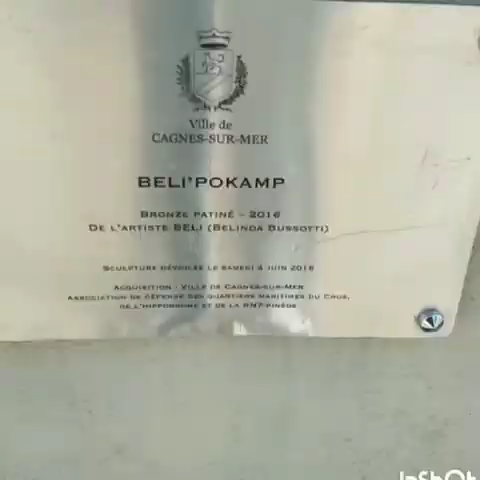 Ville de
CAGNES-SUR-MER
BELI'POKAMP
BRONZE PATINÉ - 2016
DE L'ARTISTE BELI (BELINDA BUSSOTTI)
SCULPTURE DÉVOILÉE LE SAMEDI 4 JUIN 2016
ACQUISITION : VILLE DE CAGNES-SUR-MER
ASSOCIATION DE DÉFENSE DES QUARTIERS MARITIMES DU CROS,
DE L'HIPPODROME ET DE LA RN7-PINÈDE
InShOt